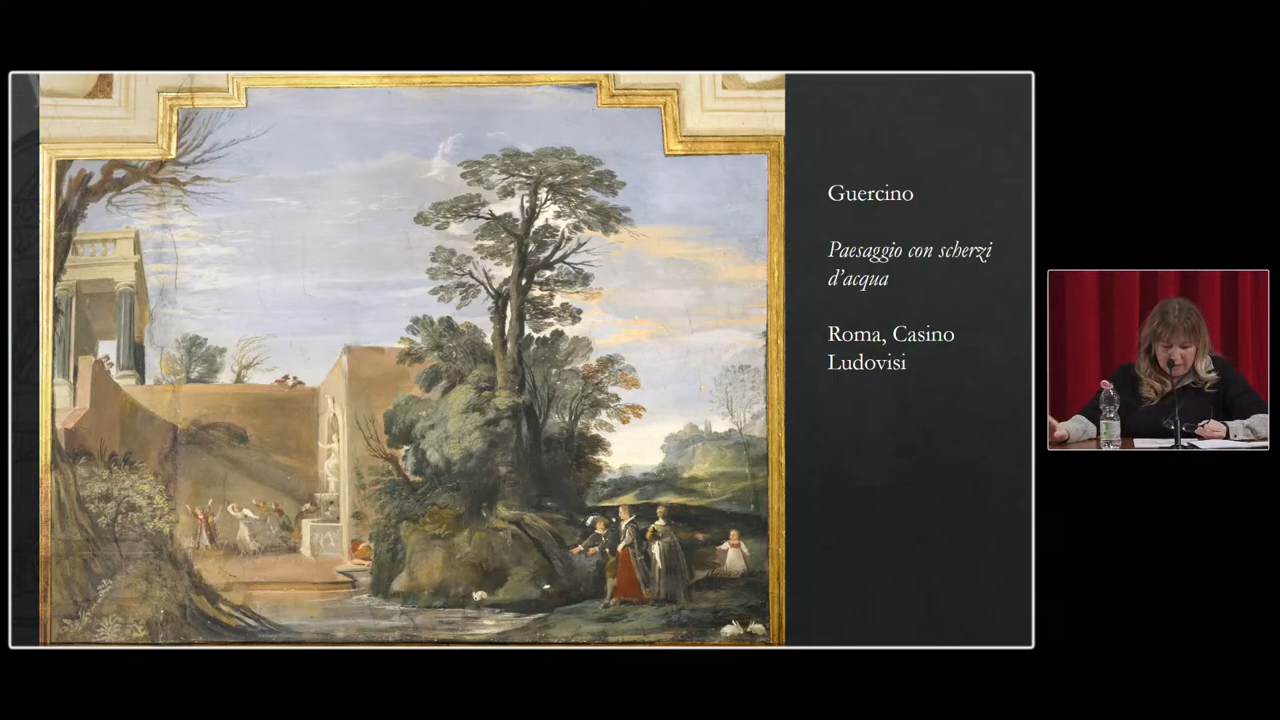 Guercino
Paesaggio con scherzi
d'acqua
Roma, Casino
Ludovisi